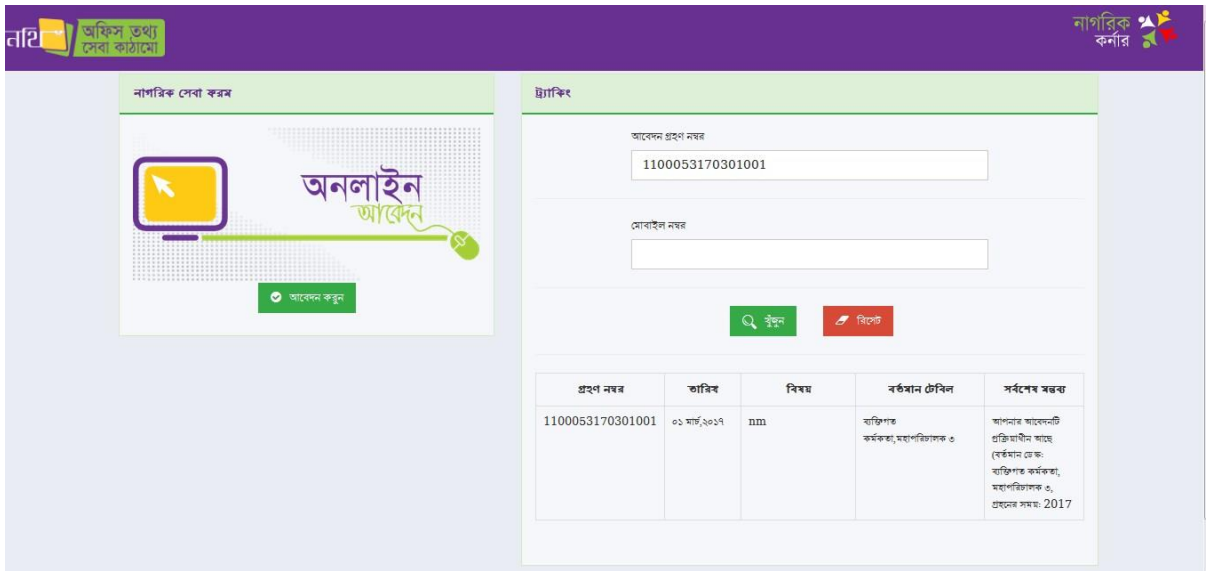 নথি
অফিস তথ্য
সেবা কাঠামো
নাগরিক
কর্নার
নাগরিক সেবা ফরম
অনলাইন
আবেদন
আবেদন করুন
ট্র্যাকিং
আবেদন গ্রহণ নম্বর
1100053170301001
মোবাইল নম্বর
খুঁজুন
রিসেট
গ্রহণ নম্বর তারিখ বিষয় বর্তমান টেবিল সর্বশেষ মন্তব্য
1100053170301001 ০১ মার্চ,২০১৭ nm ব্যক্তিগত আপনার আবেদনটি
কর্মকতা,মহাপরিচালক ৩ প্রক্রিয়াধীন আছে
(বর্তমান ডেস্ক:
ব্যক্তিগত কর্মকতা,
মহাপরিচালক ৩,
গ্রহনের সময়: 2017